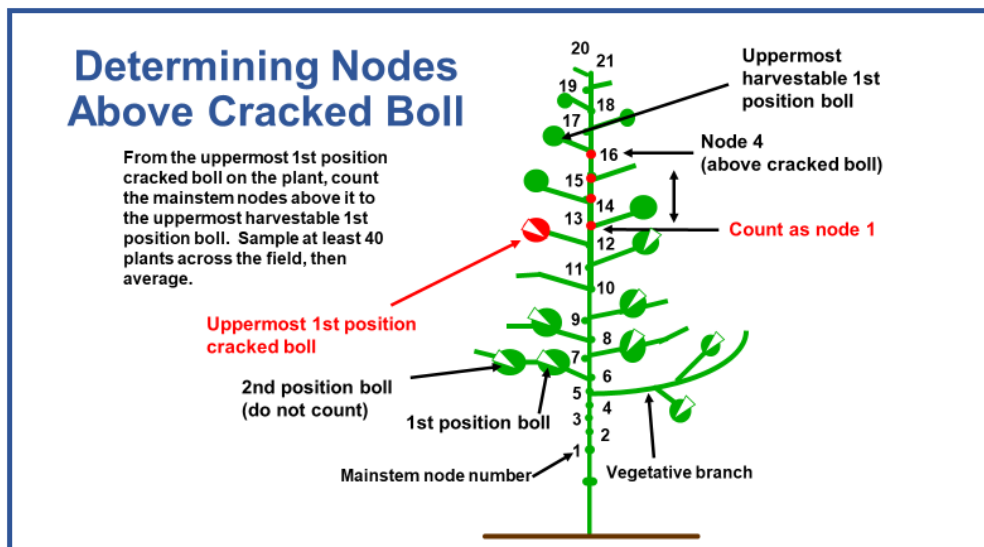 Determining Nodes
Above Cracked Boll
From the uppermost 1st position
cracked boll on the plant, count
the mainstem nodes above it to
the uppermost harvestable 1st
position boll.  Sample at least 40
plants across the field, then
average.
Uppermost 1st position
cracked boll
2nd position boll
(do not count)
1st position boll
Mainstem node number
Vegetative branch
Uppermost
harvestable 1st
position boll
Node 4
(above cracked boll)
Count as node 1
20
21
19
18
17
16
15
14
13
12
11
10
9
8
7
6
5
4
3
2
1